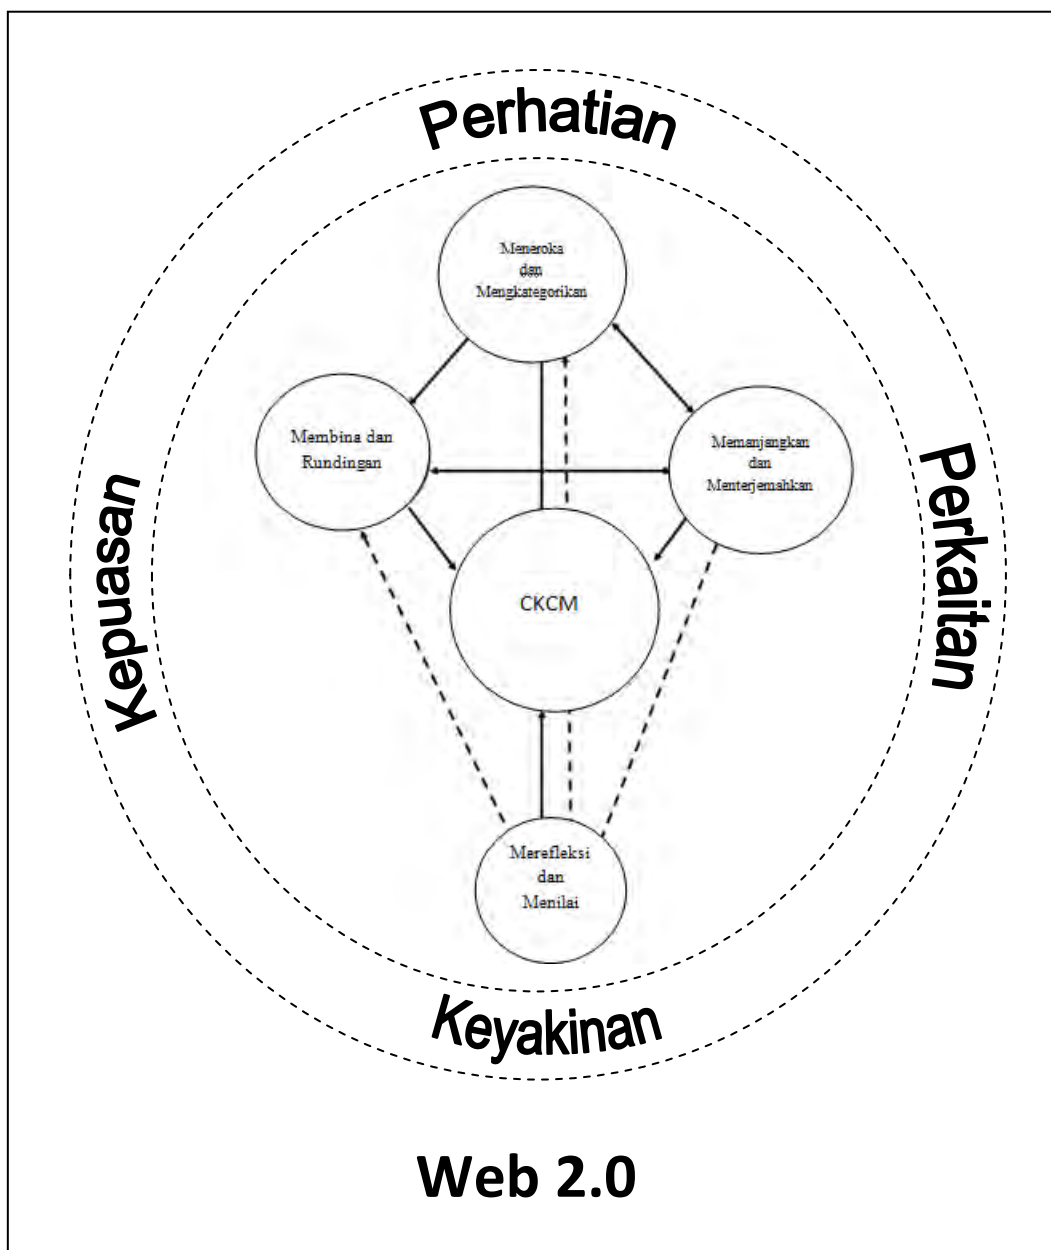 Perhatian
Meneroka
dan
Mengkategorikan
Membina dan
Rundingan
Memanjangkan
dan
Menterjemahkan
Kepuasan
Perkaitan
CKCM
Merefleksi
dan
Menilai
Keyakinan
Web 2.0